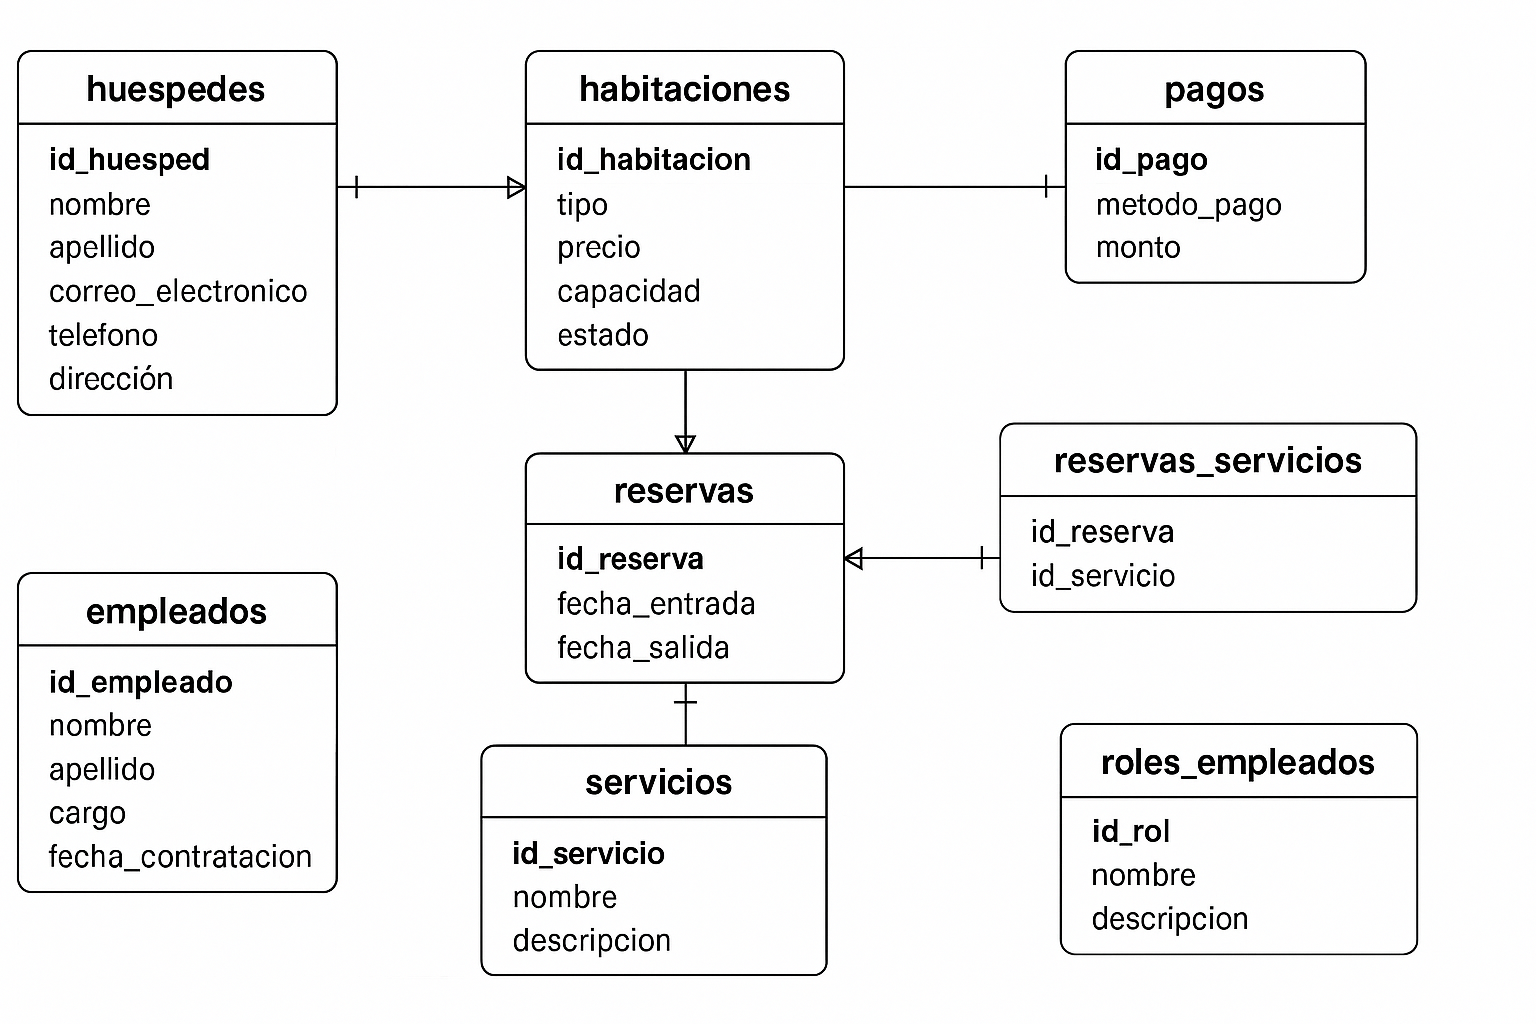 huespedes
id_huesped
nombre
apellido
correo_electronico
telefono
dirección
habitaciones
id_habitacion
tipo
precio
capacidad
estado
pagos
id_pago
metodo_pago
monto
reservas
id_reserva
fecha_entrada
fecha_salida
reservas_servicios
id_reserva
id_servicio
empleados
id_empleado
nombre
apellido
cargo
fecha_contratacion
servicios
id_servicio
nombre
descripcion
roles_empleados
id_rol
nombre
descripcion